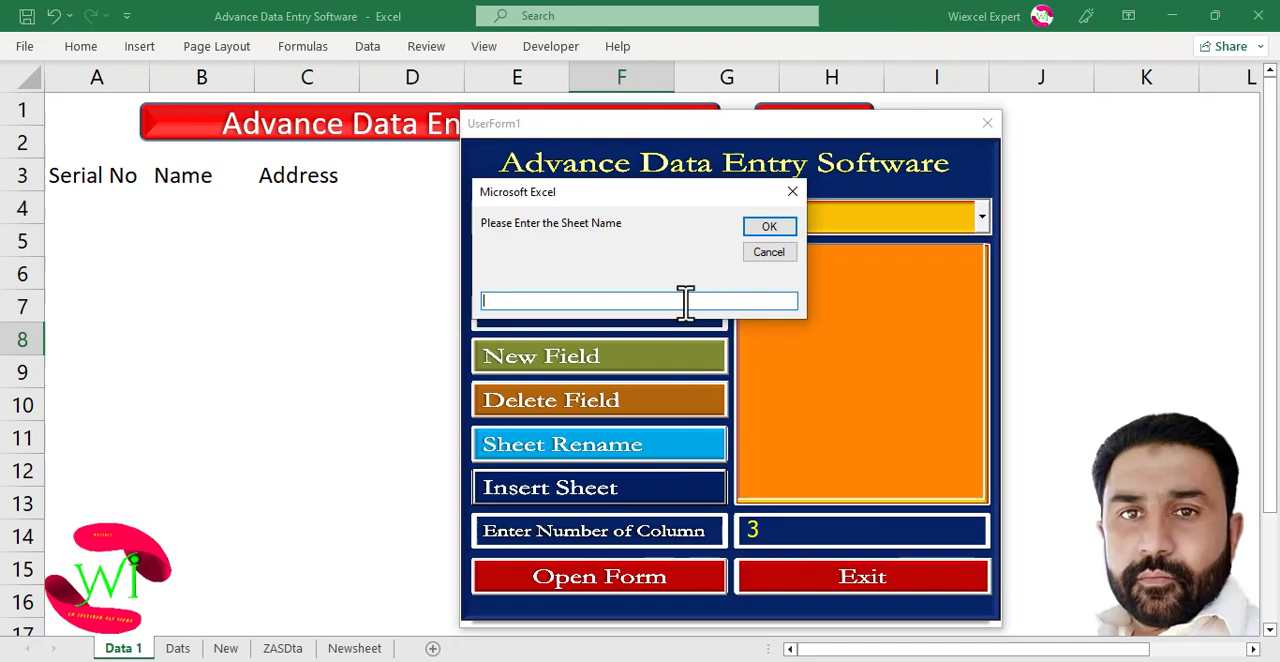 Advance Data Entry Software - Excel
Search
Wiexcel Expert
File Home Insert Page Layout Formulas Data Review View Developer Help
Share
A B C D E F G H I J K L
1
Advance Data En
2
3 Serial No Name Address
4
5
6
7
8
9
10
11
12
13
14
15
16
17
UserForm1
Advance Data Entry Software
Microsoft Excel
Please Enter the Sheet Name
OK
Cancel
New Field
Delete Field
Sheet Rename
Insert Sheet
Enter Number of Column 3
Open Form Exit
wi
Data 1 Dats New ZASDta Newsheet